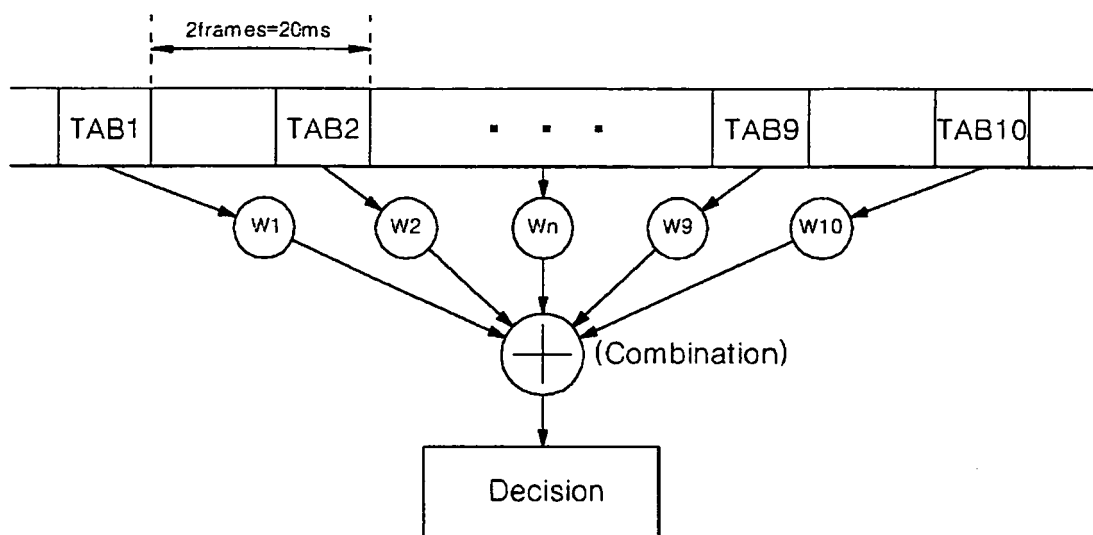 2frames=20ms
TAB1 TAB2 . . . TAB9 TAB10
W1 W2 Wn W9 W10
(Combination)
Decision